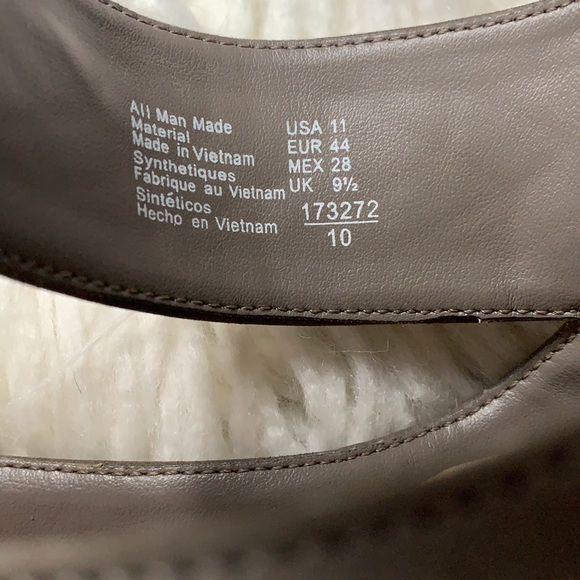 All Man Made
Material
Made in Vietnam
Synthetiques
Fabrique au Vietnam
Sintéticos
Hecho en Vietnam
USA 11
EUR 44
MEX 28
UK 9½
173272
10